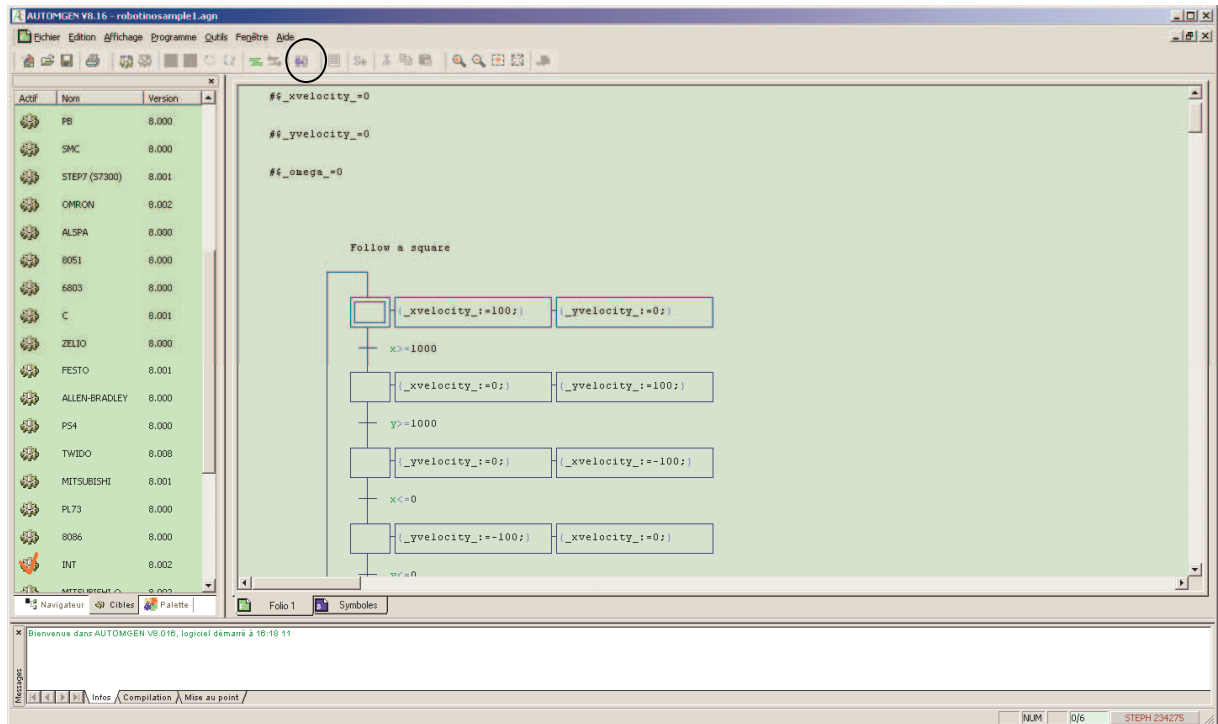 AUTOMGEN V8.16 - robotinosample1.agn
Fichier Edition Affichage Programme Outils Fenêtre Aide
Actif Nom Version
PB 8.000
SMC 8.000
STEP7 (S7300) 8.001
OMRON 8.002
ALSPA 8.000
8051 8.000
6803 8.000
C 8.001
ZELIO 8.000
FESTO 8.001
ALLEN-BRADLEY 8.000
PS4 8.000
TWIDO 8.008
MITSUBISHI 8.001
PL73 8.000
8086 8.000
INT 8.002
Navigateur Cibles Palette
#$_xvelocity_=0
#$_yvelocity_=0
#$_omega_=0
Follow a square
{_xvelocity_:=100;} {_yvelocity_:=0;}
x>=1000
{_xvelocity_:=0;} {_yvelocity_:=100;}
y>=1000
{_yvelocity_:=0;} {_xvelocity_:=-100;}
x<=0
{_yvelocity_:=-100;} {_xvelocity_:=0;}
y<=0
Folio 1 Symboles
Bienvenue dans AUTOMGEN V8.016, logiciel démarré à 16:18 11
Messages
Infos Compilation Mise au point
NUM 0/6 STEPH 234275